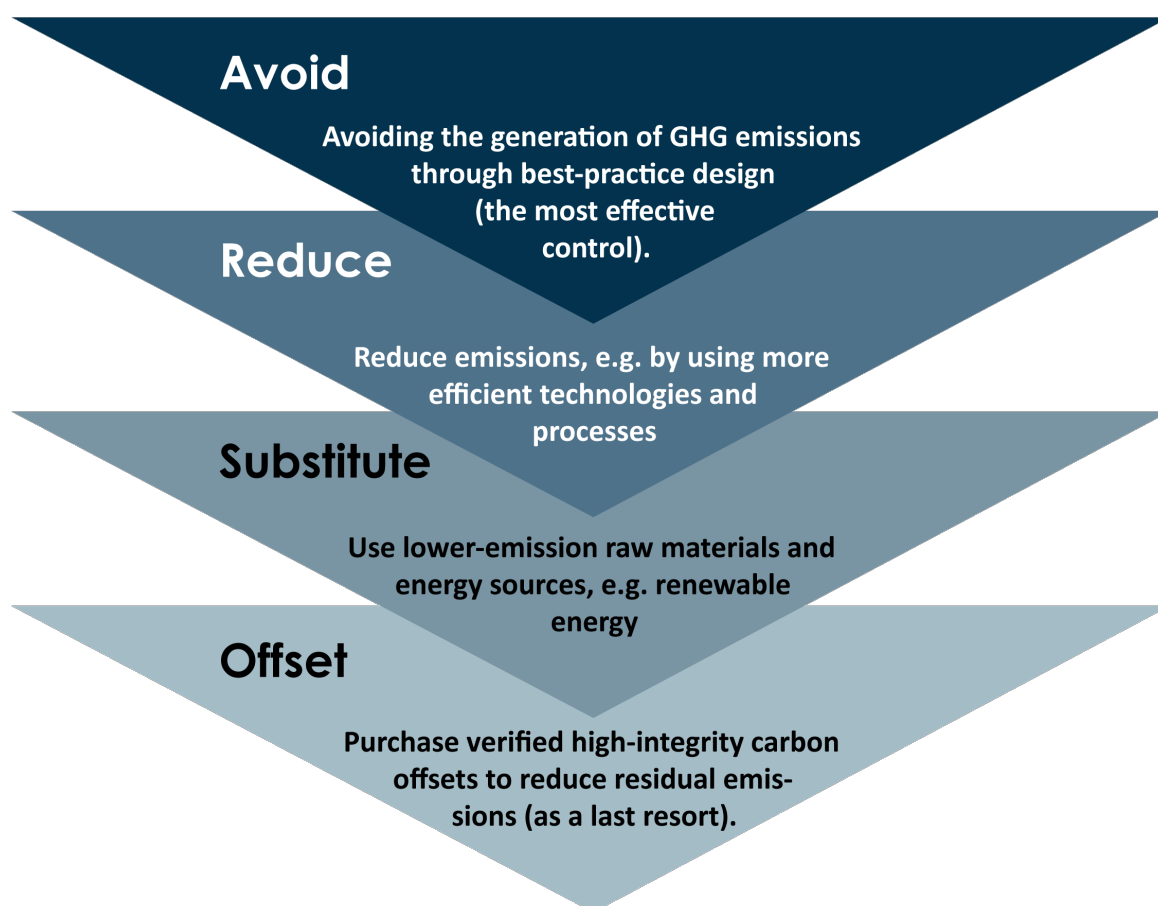 Avoid
Avoiding the generation of GHG emissions
through best-practice design
(the most effective
control).
Reduce
Reduce emissions, e.g. by using more
efficient technologies and
processes
Substitute
Use lower-emission raw materials and
energy sources, e.g. renewable
energy
Offset
Purchase verified high-integrity carbon
offsets to reduce residual emis-
sions (as a last resort).